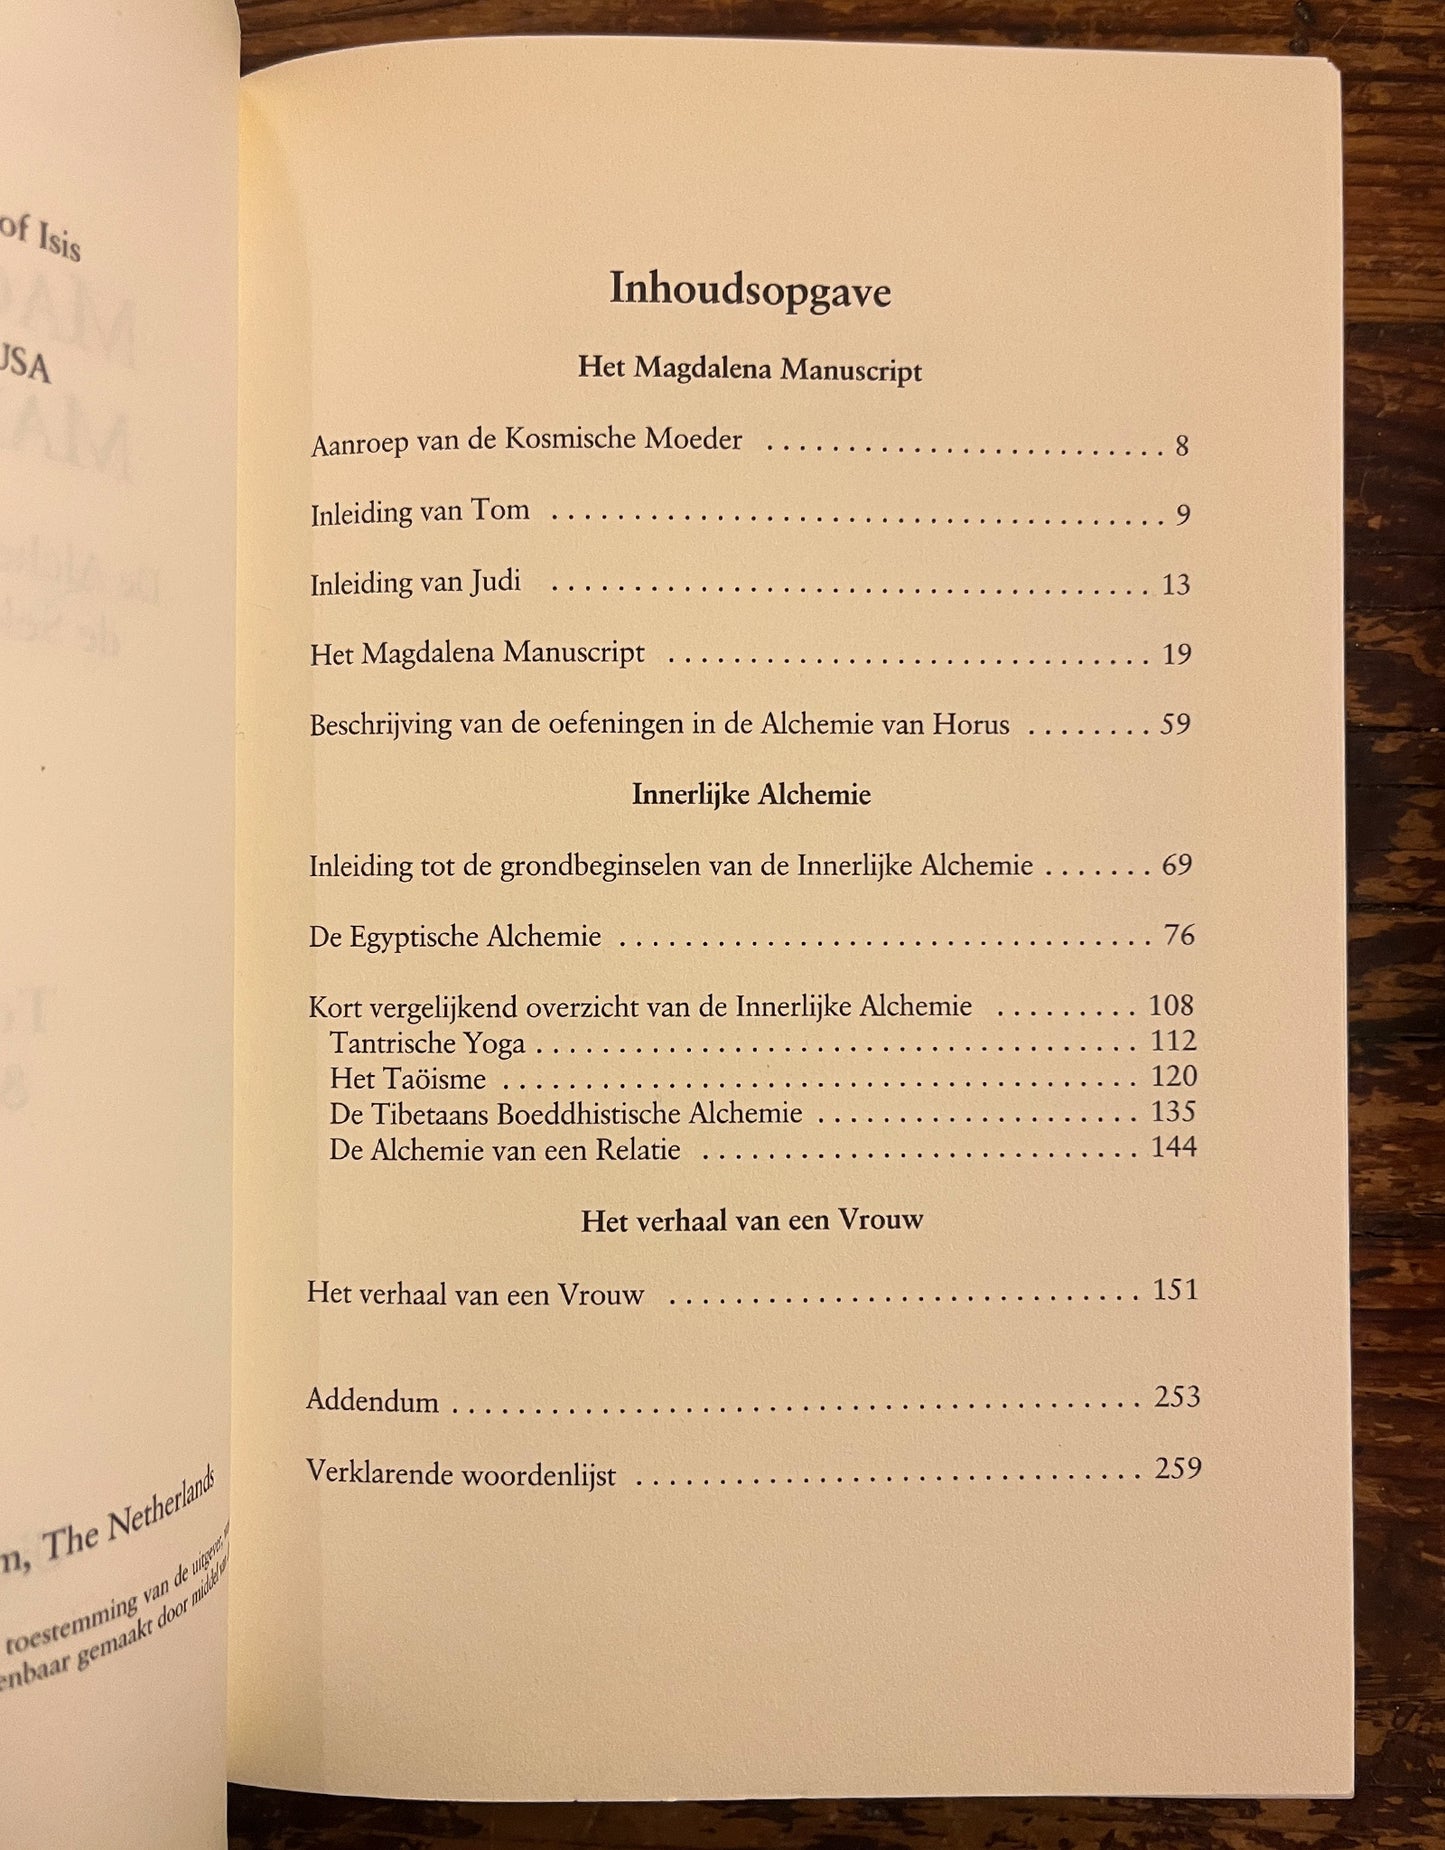 of Isis
USA
The Netherlands
toestemming van de uitgever,
gemaakt door middel van
Inhoudsopgave
Het Magdalena Manuscript
Aanroep van de Kosmische Moeder . . . . . . . . . . . . . . . . . . . . . . . . . 8
Inleiding van Tom . . . . . . . . . . . . . . . . . . . . . . . . . . . . . . . . . . . . . . 9
Inleiding van Judi . . . . . . . . . . . . . . . . . . . . . . . . . . . . . . . . . . . . . 13
Het Magdalena Manuscript . . . . . . . . . . . . . . . . . . . . . . . . . . . . . . 19
Beschrijving van de oefeningen in de Alchemie van Horus . . . . . . . . 59
Innerlijke Alchemie
Inleiding tot de grondbeginselen van de Innerlijke Alchemie . . . . . . . 69
De Egyptische Alchemie . . . . . . . . . . . . . . . . . . . . . . . . . . . . . . . . . 76
Kort vergelijkend overzicht van de Innerlijke Alchemie . . . . . . . . . 108
Tantrische Yoga . . . . . . . . . . . . . . . . . . . . . . . . . . . . . . . . . . . . . 112
Het Taöisme . . . . . . . . . . . . . . . . . . . . . . . . . . . . . . . . . . . . . . . 120
De Tibetaans Boeddhistische Alchemie . . . . . . . . . . . . . . . . . . . . 135
De Alchemie van een Relatie . . . . . . . . . . . . . . . . . . . . . . . . . . . 144
Het verhaal van een Vrouw
Het verhaal van een Vrouw . . . . . . . . . . . . . . . . . . . . . . . . . . . . . 151
Addendum . . . . . . . . . . . . . . . . . . . . . . . . . . . . . . . . . . . . . . . . . . 253
Verklarende woordenlijst . . . . . . . . . . . . . . . . . . . . . . . . . . . . . . . 259